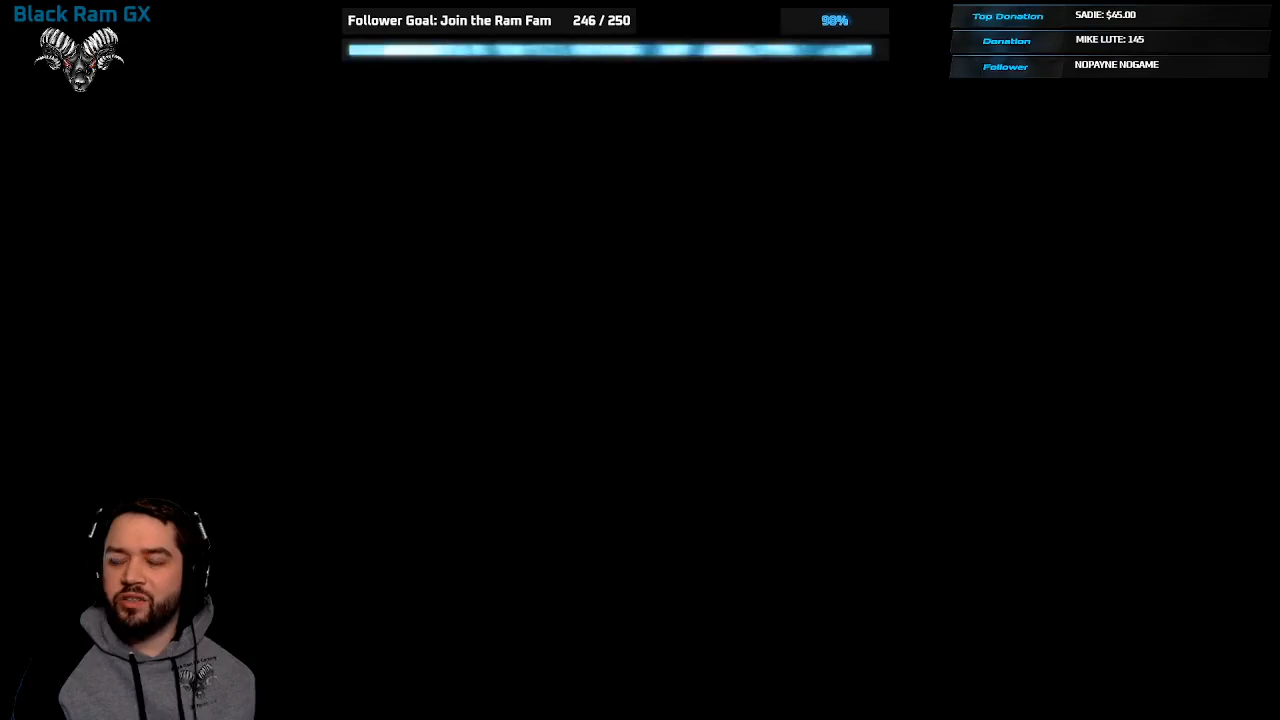 Black Ram GX
Follower Goal: Join the Ram Fam 246 / 250 98%
Top Donation SADIE: $45.00
Donation MIKE LUTE: 145
Follower NOPAYNE NOGAME